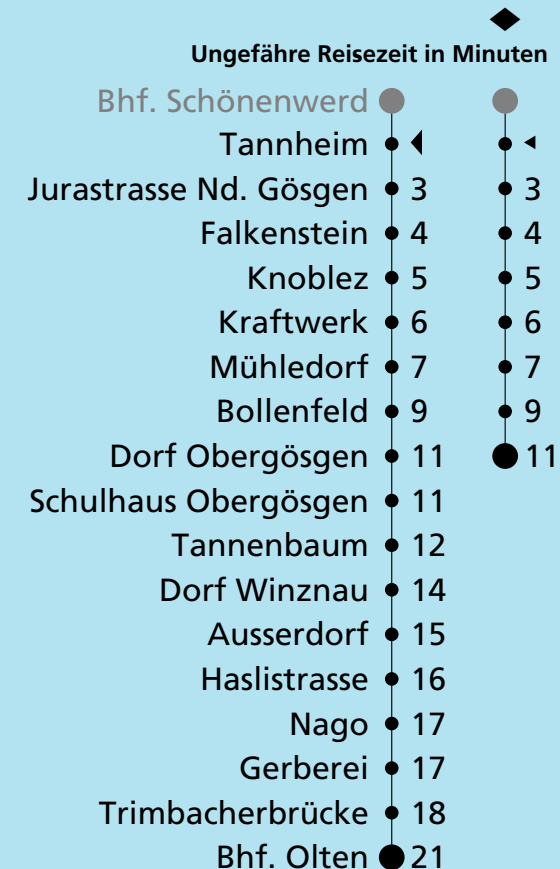 Ungefähre Reisezeit in Minuten
Bhf. Schönenwerd
Tannheim
Jurastrasse Nd. Gösgen 3 3
Falkenstein 4 4
Knoblez 5 5
Kraftwerk 6 6
Mühledorf 7 7
Bollenfeld 9 9
Dorf Obergösgen 11 11
Schulhaus Obergösgen 11
Tannenbaum 12
Dorf Winznau 14
Ausserdorf 15
Haslistrasse 16
Nago 17
Gerberei 17
Trimbacherbrücke 18
Bhf. Olten 21